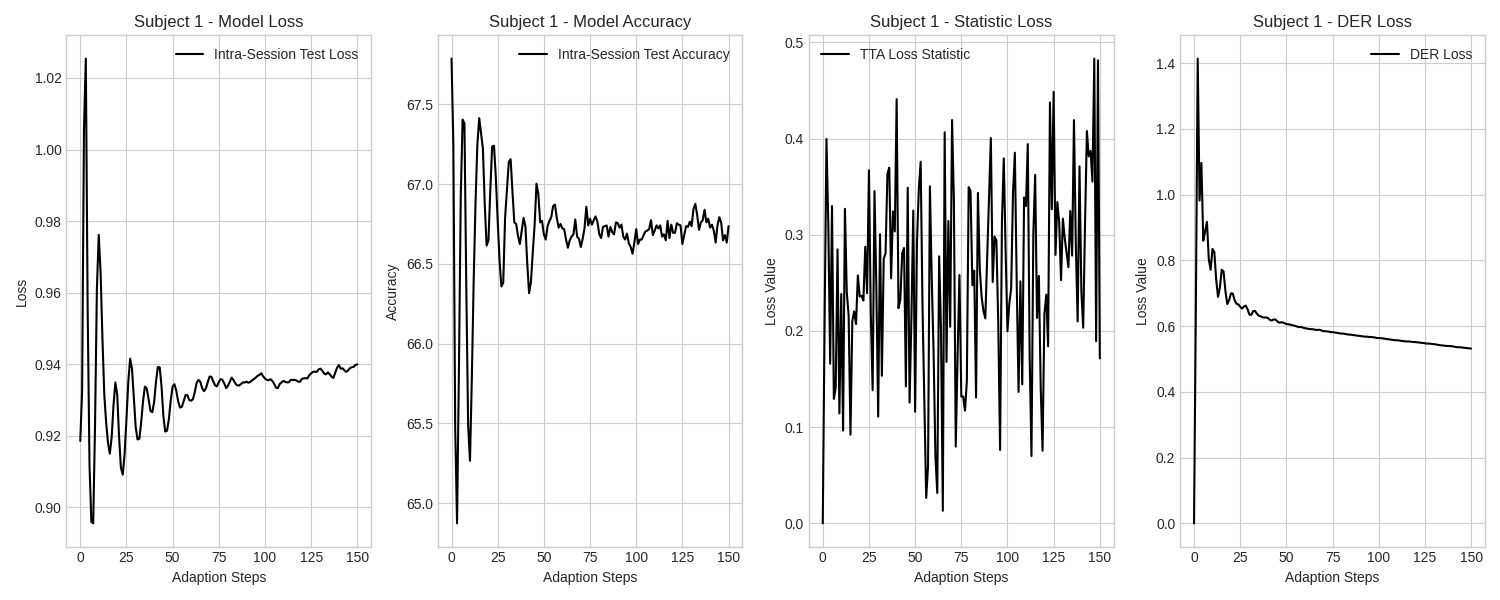 Subject 1 - Model Loss
Intra-Session Test Loss
Loss
1.02
1.00
0.98
0.96
0.94
0.92
0.90
0 25 50 75 100 125 150
Adaption Steps
Subject 1 - Model Accuracy
Intra-Session Test Accuracy
Accuracy
67.5
67.0
66.5
66.0
65.5
65.0
0 25 50 75 100 125 150
Adaption Steps
Subject 1 - Statistic Loss
TTA Loss Statistic
Loss Value
0.5
0.4
0.3
0.2
0.1
0.0
0 25 50 75 100 125 150
Adaption Steps
Subject 1 - DER Loss
DER Loss
Loss Value
1.4
1.2
1.0
0.8
0.6
0.4
0.2
0.0
0 25 50 75 100 125 150
Adaption Steps